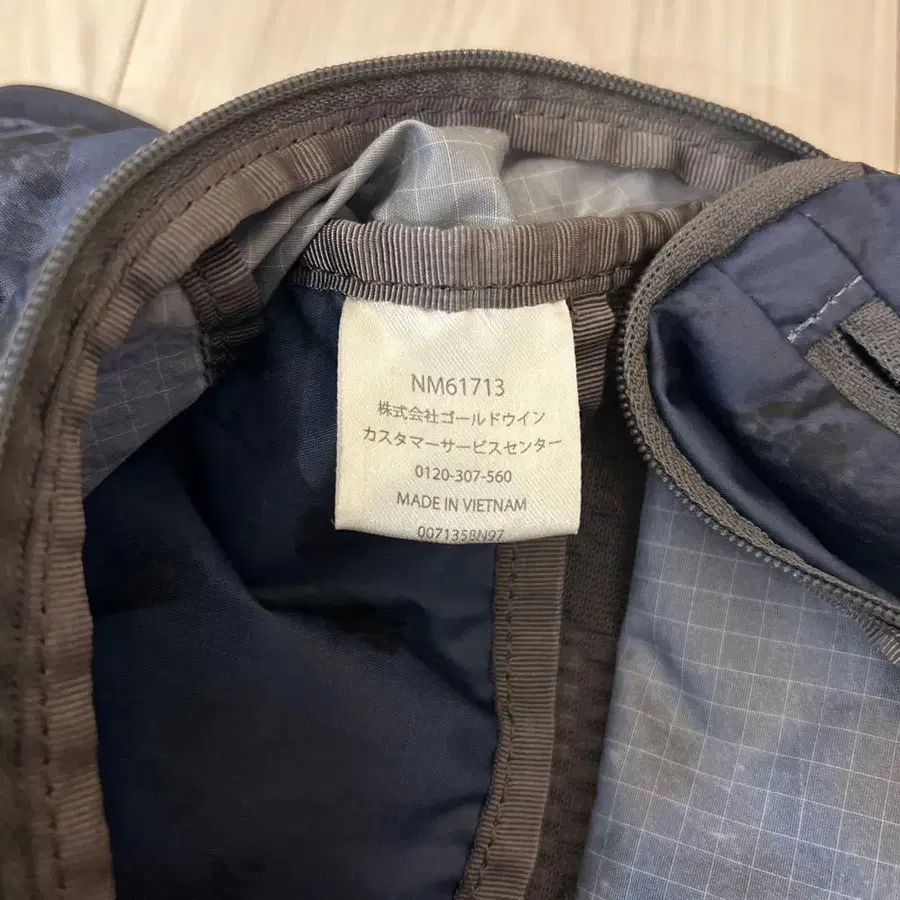 NM61713
株式会社ゴールドウイン
カスタマーサービスセンター
0120-307-560
MADE IN VIETNAM
0071358N97